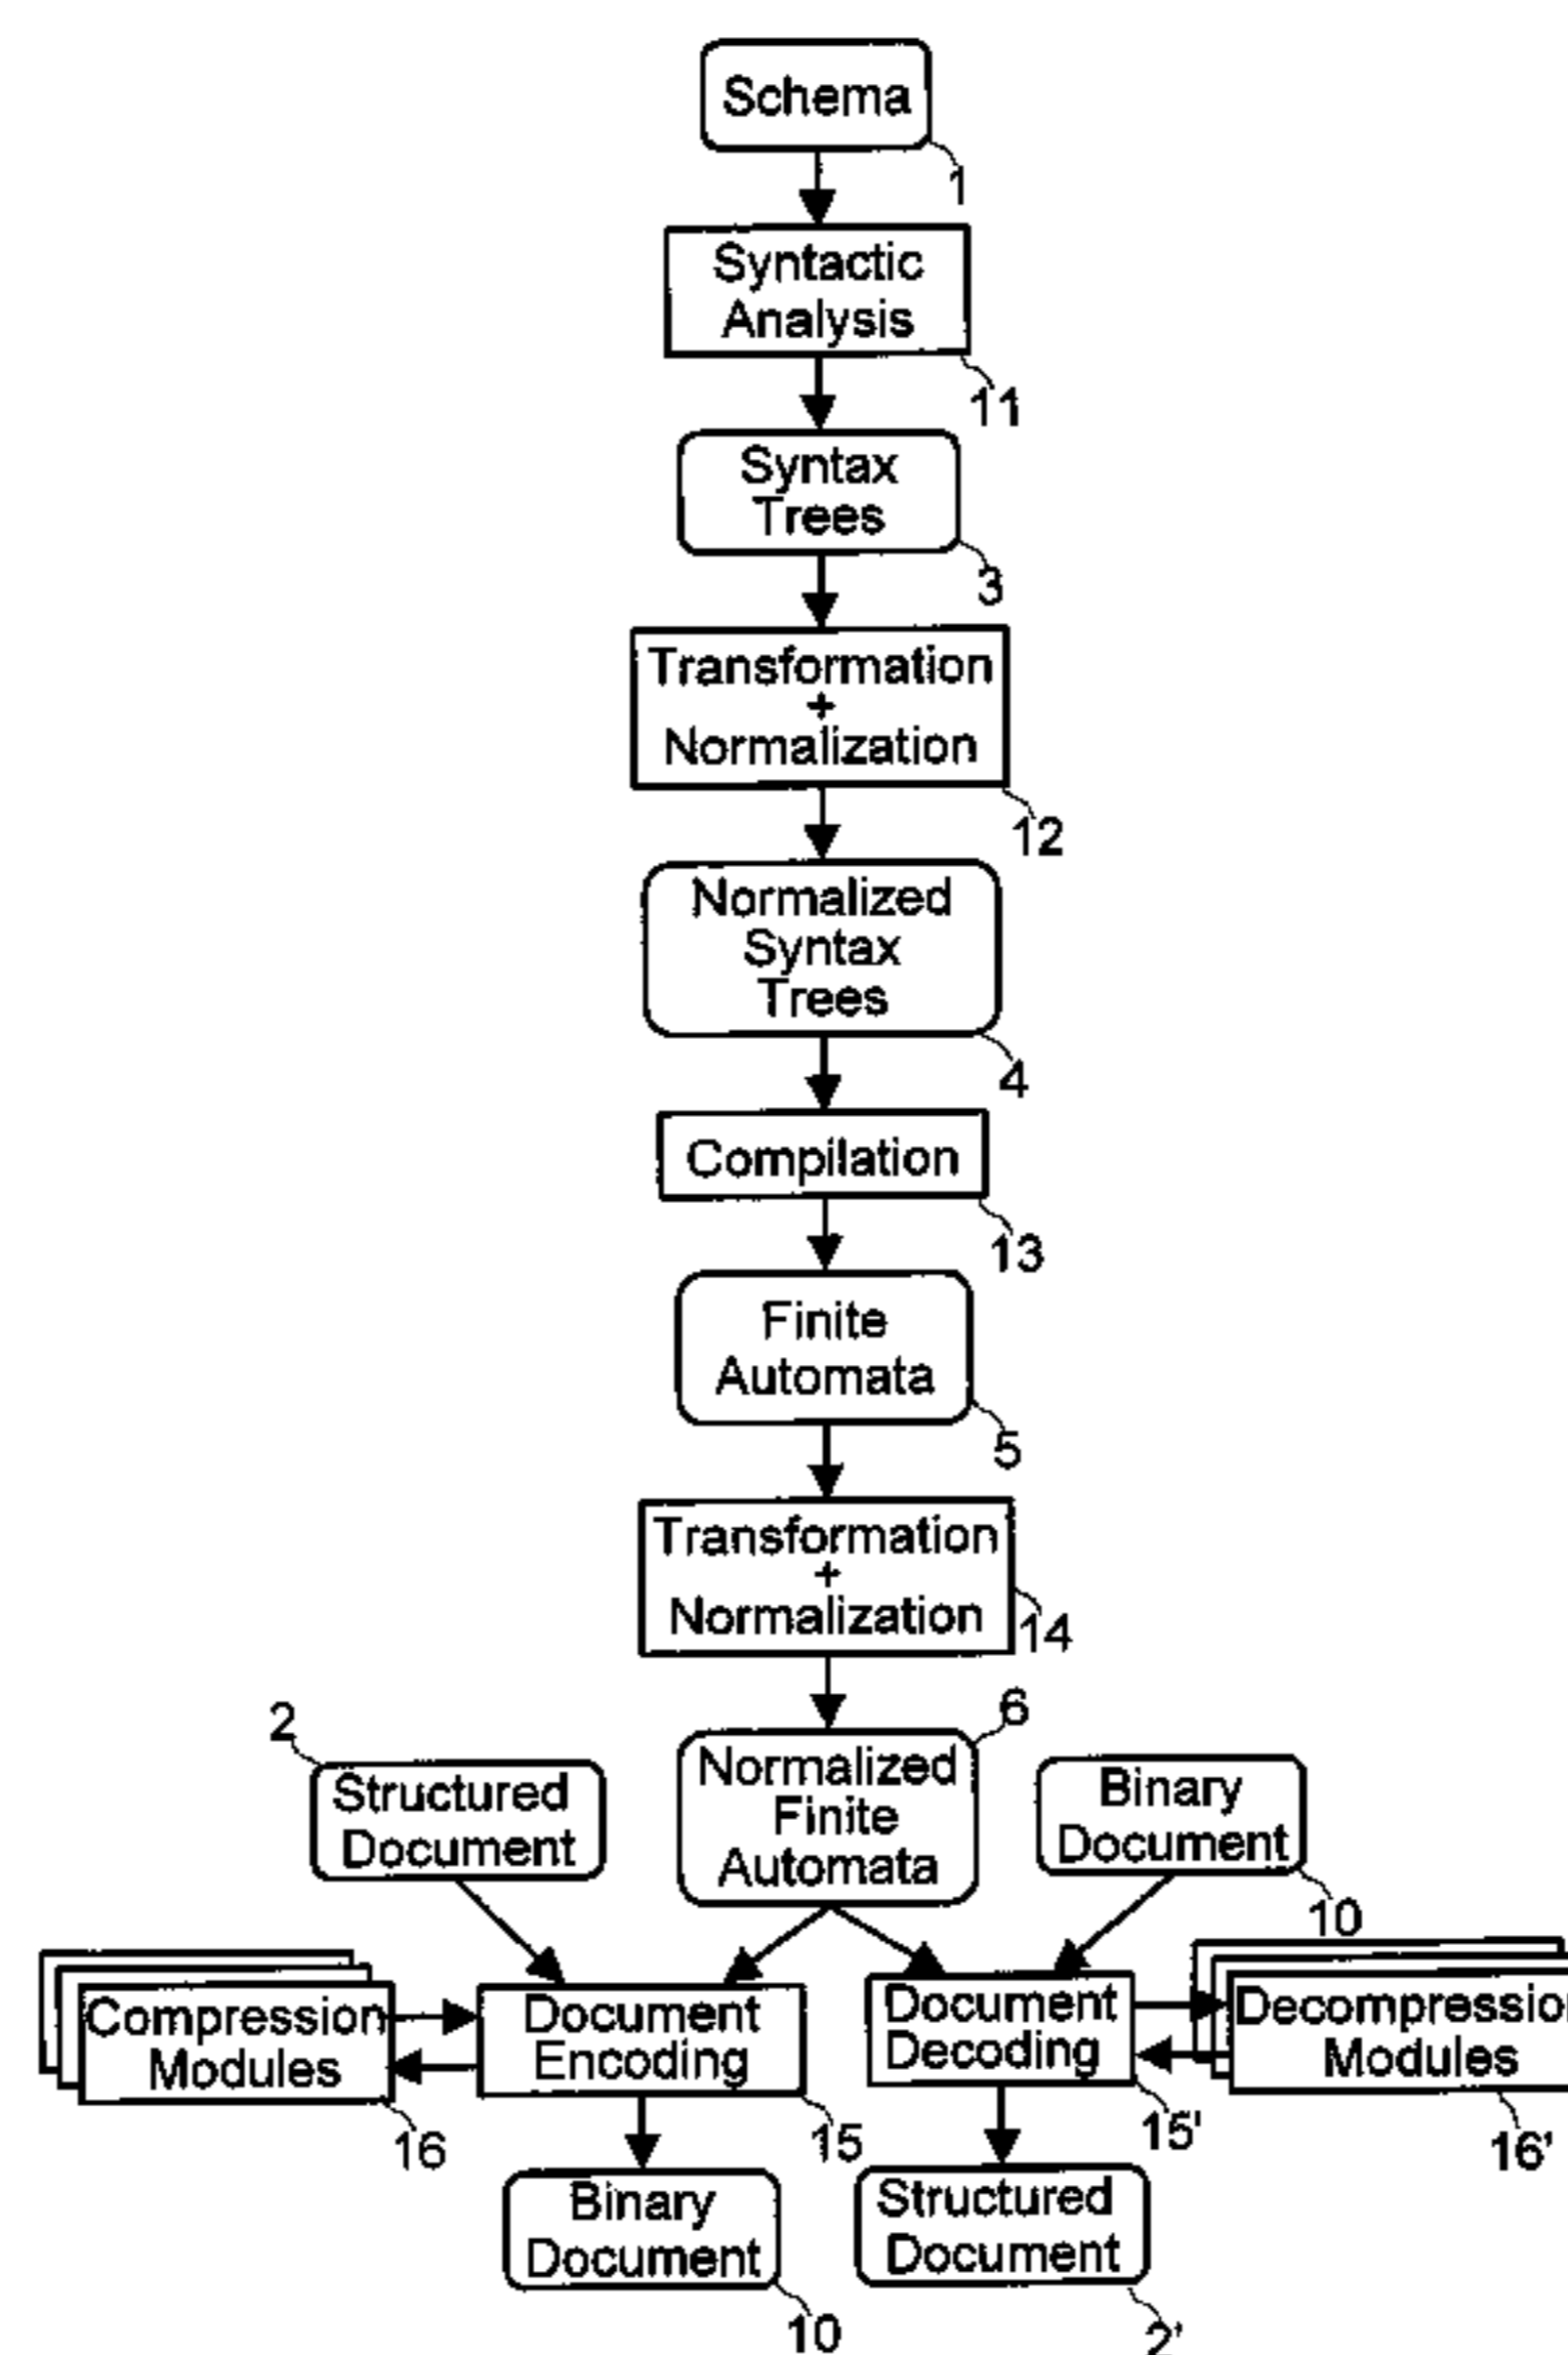 Schema
1
Syntactic
Analysis
11
Syntax
Trees
3
Transformation
+
Normalization
12
Normalized
Syntax
Trees
4
Compilation
13
Finite
Automata
5
Transformation
+
Normalization
14
2
6
Structured
Document
Normalized
Finite
Automata
Binary
Document
10
Compression
Modules
16
Document
Encoding
15
Document
Decoding
15'
Decompression
Modules
16'
Binary
Document
10
Structured
Document
2'